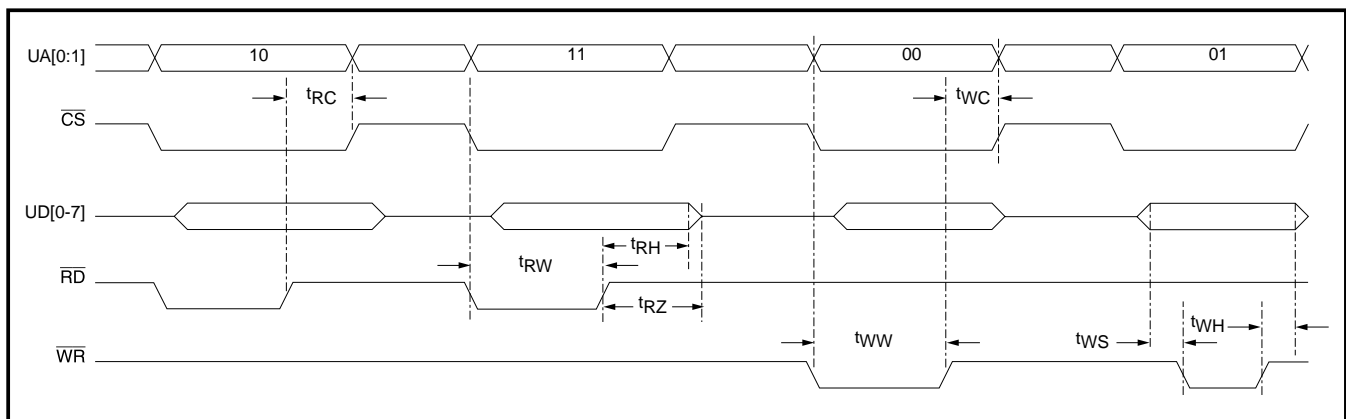 UA[0:1] 10 11 00 01
tRC tWC
CS
UD[0-7]
tRH
tRW
RD
tRZ
tWH
tWW tWS
WR